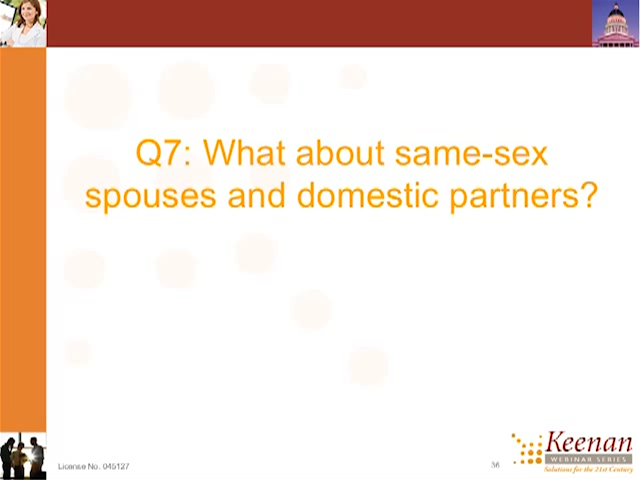 Q7: What about same-sex
spouses and domestic partners?
License No. 045127
36
Keenan
WEBINAR SERIES
Solutions for the 21st Century